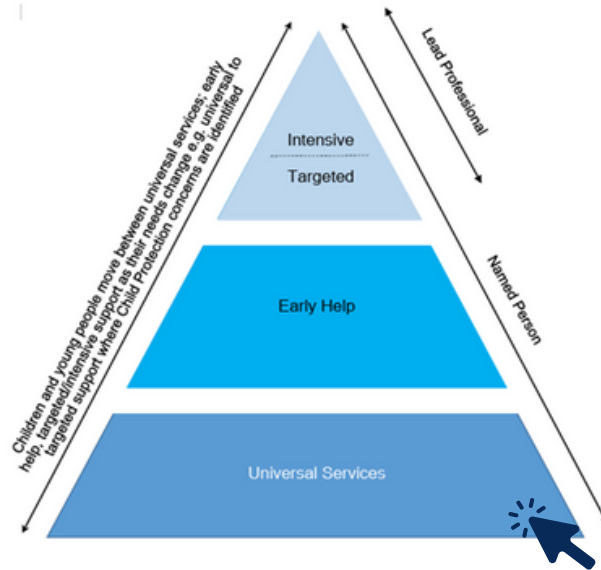 Children and young people move between universal services; early
help, targeted/intensive support as their needs change e.g. universal to
targeted support where Child Protection concerns are identified
Lead Professional
Intensive
Targeted
Named Person
Early Help
Universal Services